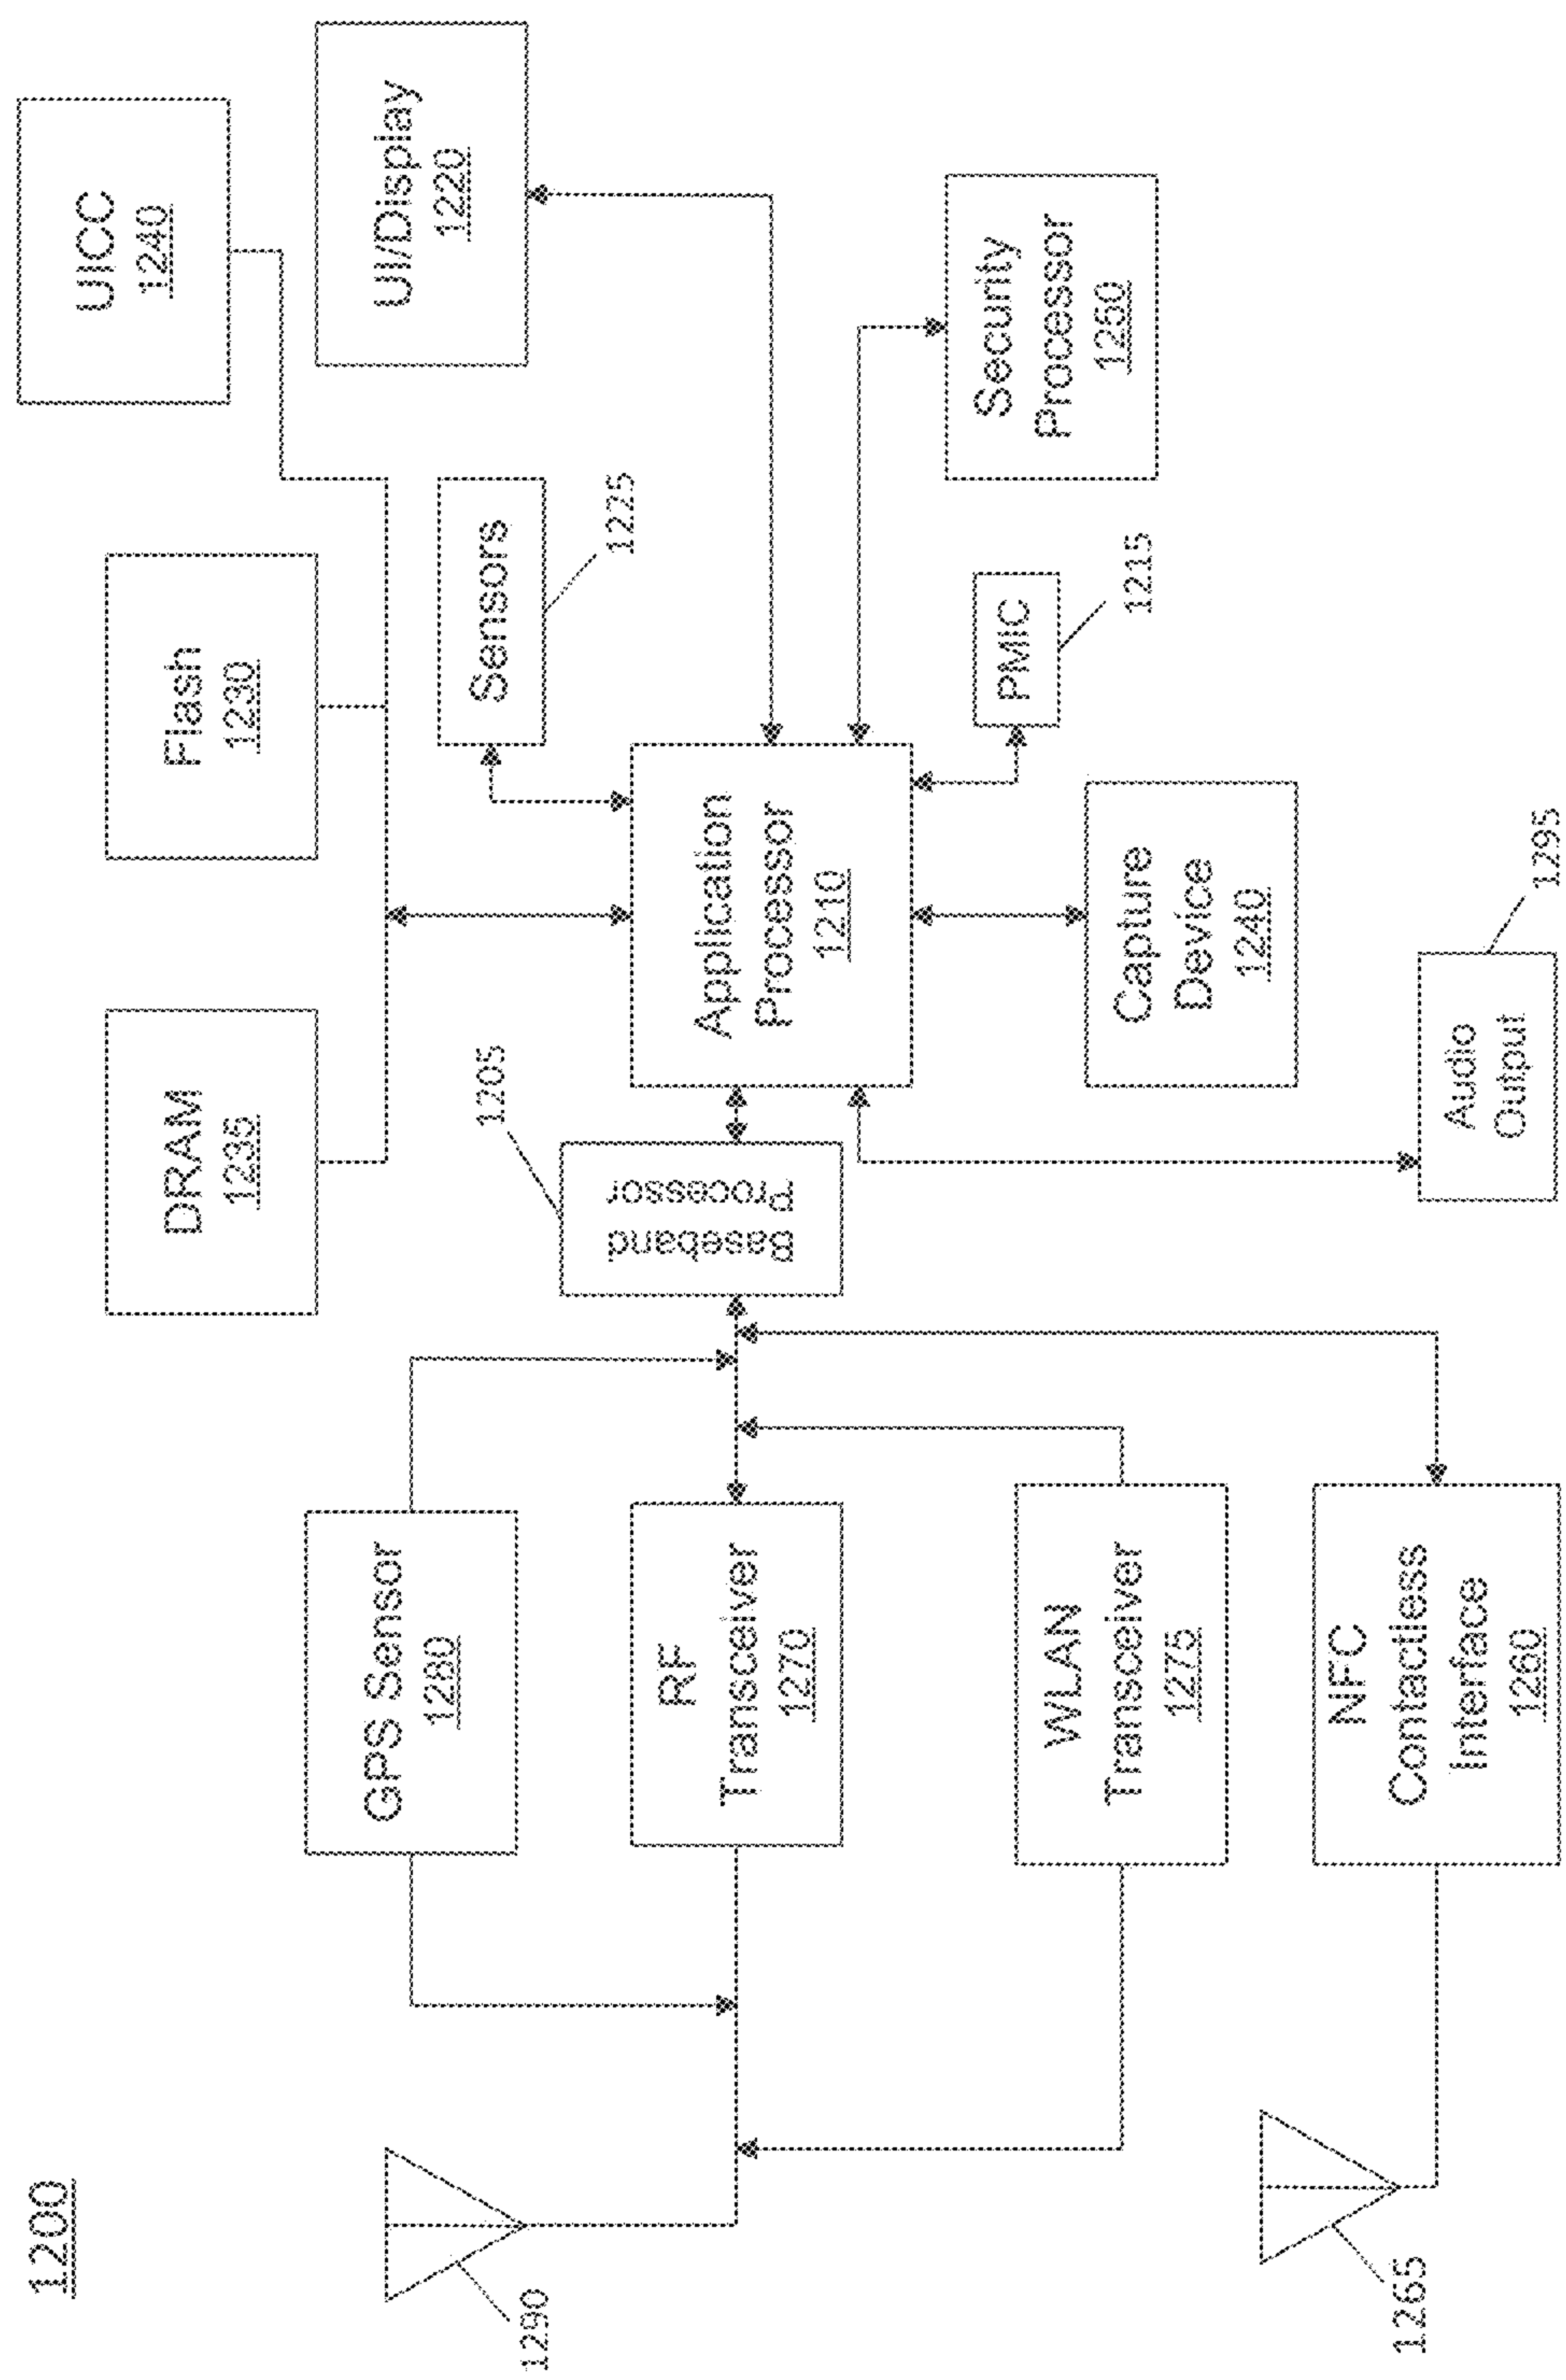 1200
UICC
1240
DRAM
1235
Flash
1230
UI/Display
1220
GPS Sensor
1280
Sensors
1225
1290
1205
RF
Transceiver
1270
Baseband
Processor
Application
Processor
1210
Security
Processor
1250
PMIC
1215
WLAN
Transceiver
1275
Capture
Device
1240
NFC
Contactless
Interface
1260
1265
Audio
Output
1295